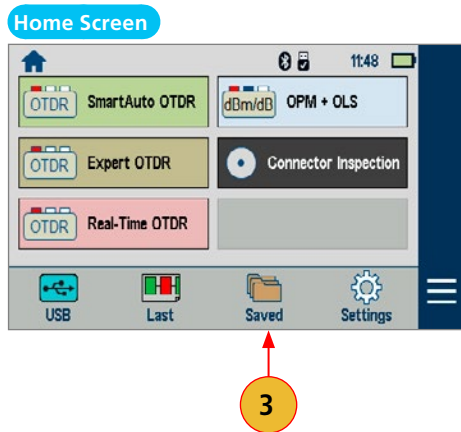 Home Screen
11:48
OTDR SmartAuto OTDR
dBm/dB OPM + OLS
OTDR Expert OTDR
Connector Inspection
OTDR Real-Time OTDR
USB Last Saved Settings
3